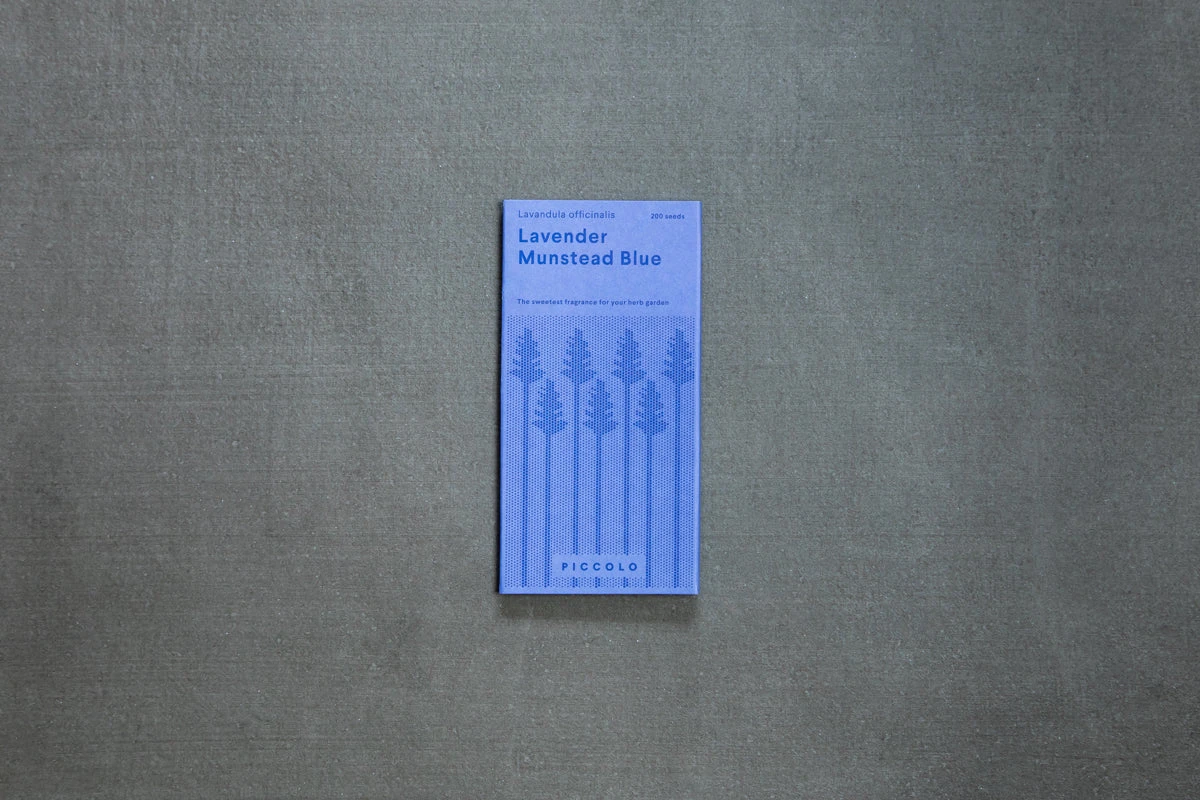 Lavandula officinalis 200 seeds
Lavender
Munstead Blue
The sweetest fragrance for your herb garden
PICCOLO